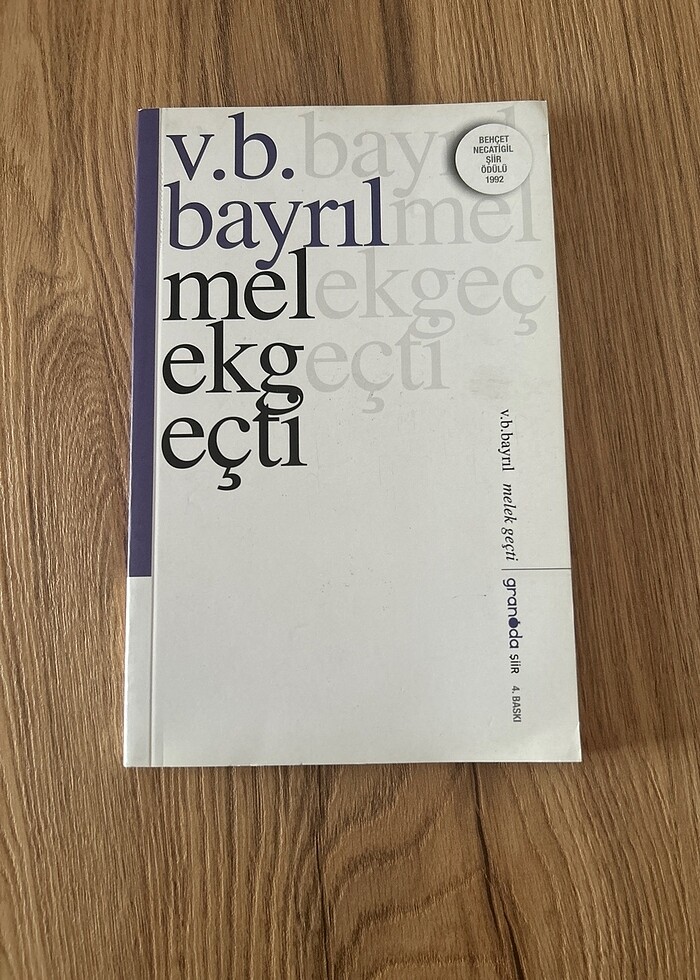 v.b. bayrıl
bayrıl mel
mel ekgeç
ekg eçti
eçti
BEHÇET
NECATİGİL
ŞİİR
ÖDÜLÜ
1992
v.b.bayrıl melek geçti
granada ŞİİR 4. BASKI